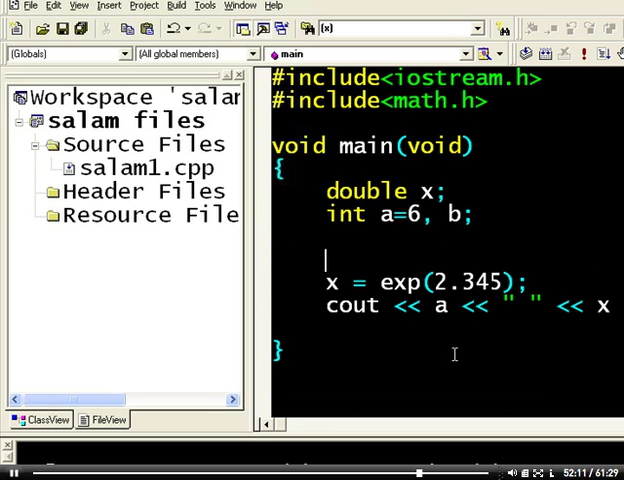 File Edit View Insert Project Build Tools Window Help
(Globals) (All global members) main
#include<iostream.h>
#include<math.h>
void main(void)
{
double x;
int a=6, b;
x = exp(2.345);
cout << a << " " << x
}
Workspace 'salam
salam files
Source Files
salam1.cpp
Header Files
Resource File
ClassView FileView
52:11 / 61:29